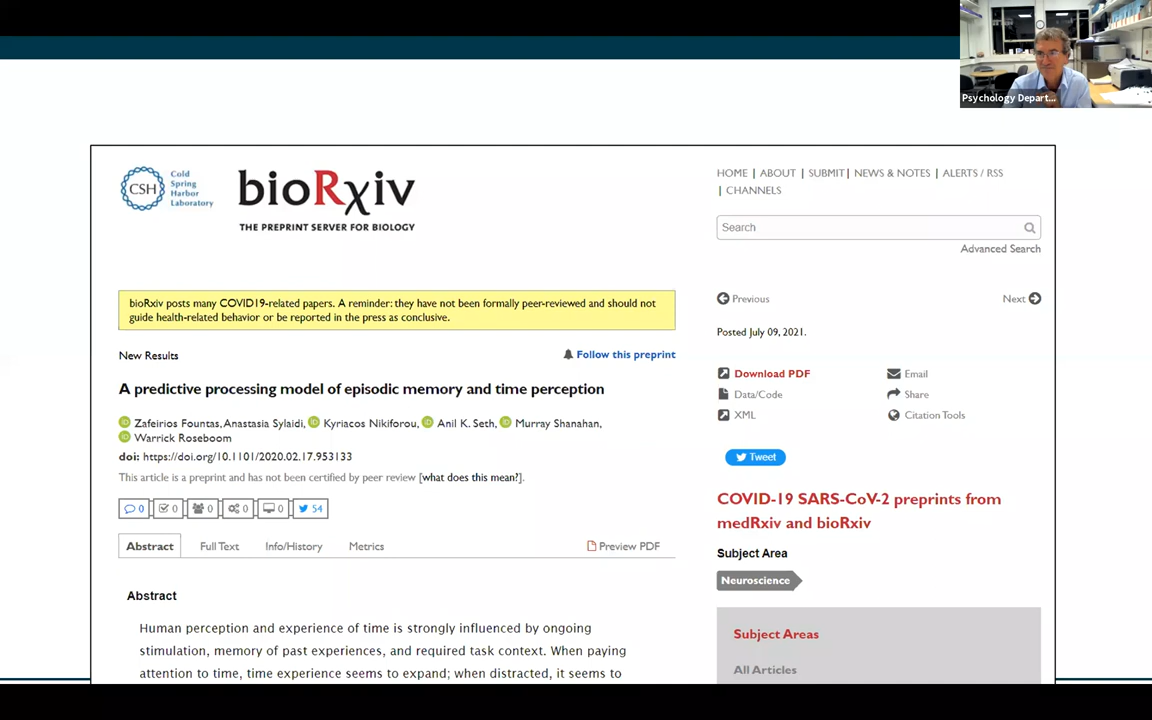 Psychology Depart...
CSH
Cold
Spring
Harbor
Laboratory
bioRxiv
THE PREPRINT SERVER FOR BIOLOGY
HOME | ABOUT | SUBMIT | NEWS & NOTES | ALERTS / RSS
| CHANNELS
Search
Advanced Search
bioRxiv posts many COVID19-related papers. A reminder: they have not been formally peer-reviewed and should not
guide health-related behavior or be reported in the press as conclusive.
Previous
Next
Posted July 09, 2021.
New Results
Follow this preprint
A predictive processing model of episodic memory and time perception
iD Zafeirios Fountas, Anastasia Sylaidi, iD Kyriacos Nikiforou, iD Anil K. Seth, iD Murray Shanahan,
iD Warrick Roseboom
doi: https://doi.org/10.1101/2020.02.17.953133
This article is a preprint and has not been certified by peer review [what does this mean?].
0 0 0 0 0 54
Download PDF
Email
Data/Code
Share
XML
Citation Tools
Tweet
COVID-19 SARS-CoV-2 preprints from
medRxiv and bioRxiv
Subject Area
Neuroscience
Subject Areas
All Articles
Abstract
Full Text
Info/History
Metrics
Preview PDF
Abstract
Human perception and experience of time is strongly influenced by ongoing
stimulation, memory of past experiences, and required task context. When paying
attention to time, time experience seems to expand; when distracted, it seems to